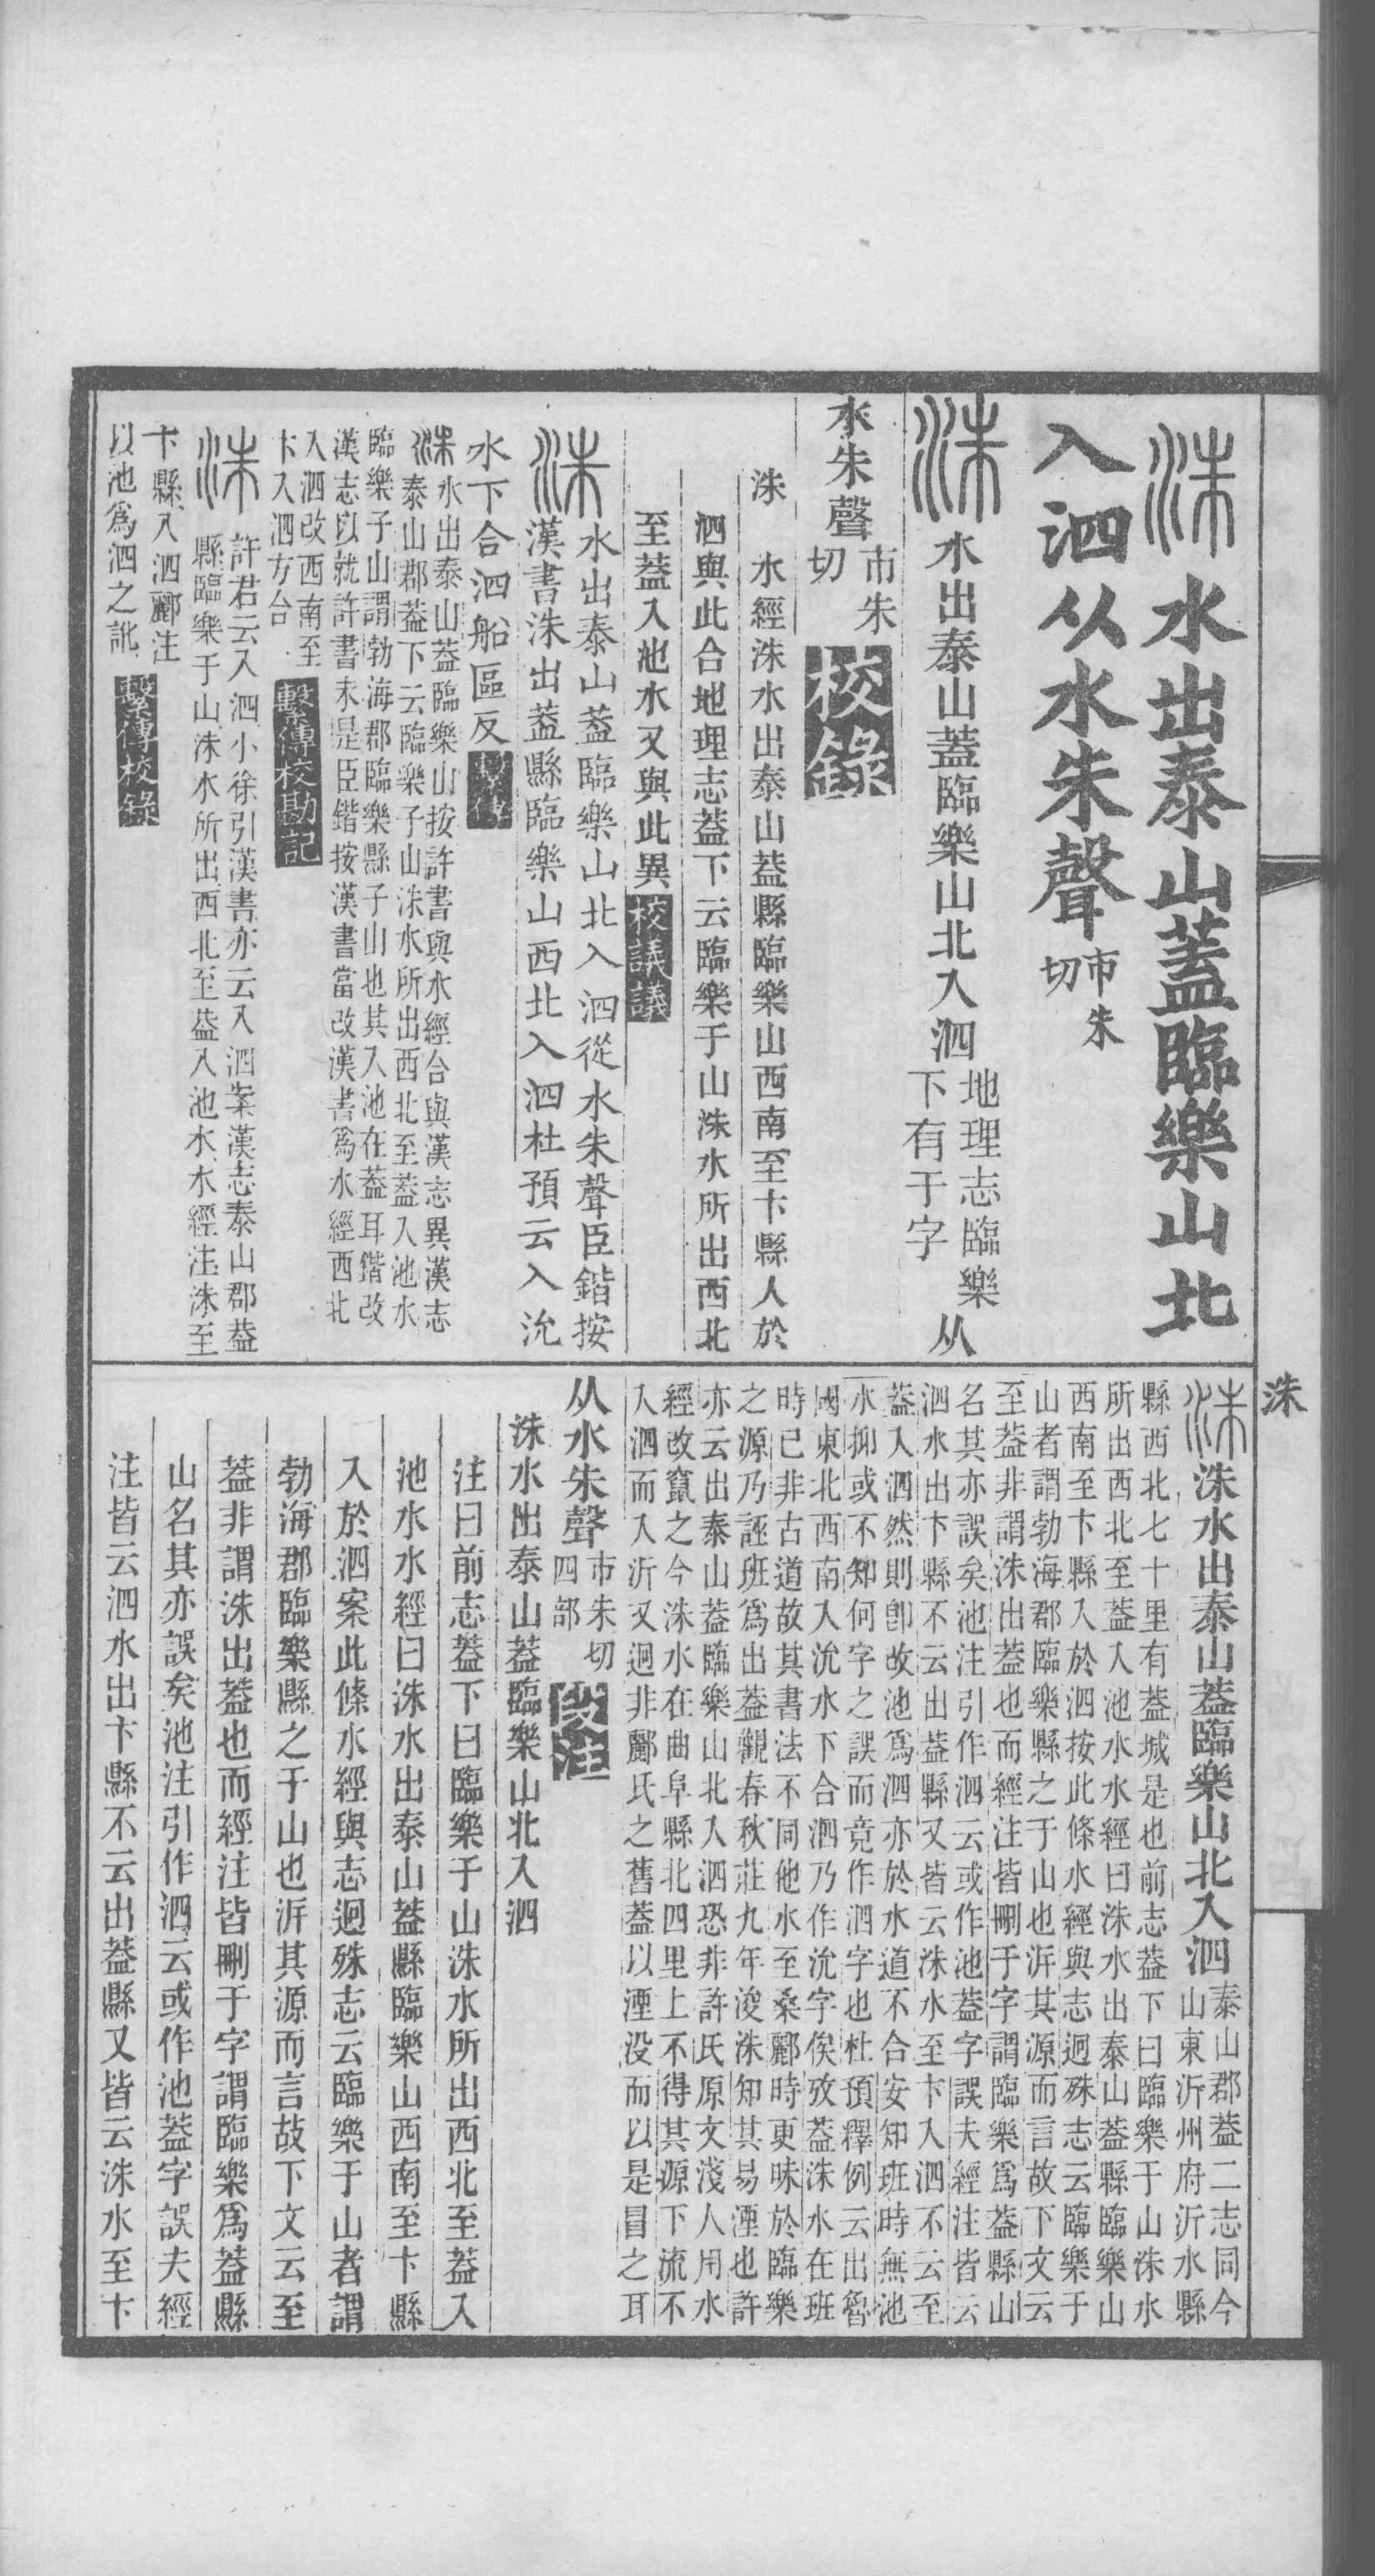 洙
洙水出泰山蓋臨樂山北
入泗从水朱聲市朱切
洙水出泰山蓋臨樂山北入泗地理志臨樂下有于字从
水朱聲市朱切 校錄
洙 水經洙水出泰山蓋縣臨樂山西南至卞縣入於
泗與此合地理志蓋下云臨樂于山洙水所出西北
至蓋入池水又與此異 校議議
洙水出泰山蓋臨樂山北入泗從水朱聲臣鍇按
漢書洙出蓋縣臨樂山西北入泗杜預云入沇
水下合泗船區反 繫傳
洙水出泰山蓋臨樂山按許書與水經合與漢志異漢志
泰山郡蓋下云臨樂子山洙水所出西北至蓋入池水
臨樂子山謂勃海郡臨樂縣子山也其入池在蓋耳鍇改
漢志以就許書未是臣鍇按漢書當改漢書爲水經西北
入泗改西南至
卞入泗方合 繫傳校勘記
洙許君云入泗小徐引漢書亦云入泗案漢志泰山郡蓋
縣臨樂于山洙水所出西北至蓋入池水水經注洙至
卞縣入泗酈注
以池爲泗之訛 繫傳校錄
洙洙水出泰山蓋臨樂山北入泗泰山郡蓋二志同今
山東沂州府沂水縣
縣西北七十里有蓋城是也前志蓋下曰臨樂于山洙水
所出西北至蓋入池水水經曰洙水出泰山蓋縣臨樂山
西南至卞縣入於泗按此條水經與志迥殊志云臨樂于
山者謂勃海郡臨樂縣之于山也泝其源而言故下文云
至蓋非謂洙出蓋也而經注皆刪于字謂臨樂爲蓋縣山
名其亦誤矣池注引作泗云或作池蓋字誤夫經注皆云
泗水出卞縣不云出蓋縣又皆云洙水至卞入泗不云至
蓋入泗然則卽改池爲泗亦於水道不合安知班時無池
水抑或不知何字之誤而竟作泗字也杜預釋例云出魯
國東北西南入沇水下合泗乃作沇字俟攷蓋洙水在班
時已非古道故其書法不同他水至桑酈時更昧於臨樂
之源乃誣班爲出蓋觀春秋莊九年浚洙知其易湮也許
亦云出泰山蓋臨樂山北入泗恐非許氏原文淺人用水
經改竄之今洙水在曲阜縣北四里上不得其源下流不
入泗而入沂又迥非酈氏之舊蓋以湮没而以是冒之耳
从水朱聲市朱切四部 段注
洙水出泰山蓋臨樂山北入泗
注曰前志蓋下曰臨樂于山洙水所出西北至蓋入
池水水經曰洙水出泰山蓋縣臨樂山西南至卞縣
入於泗案此條水經與志迥殊志云臨樂于山者謂
勃海郡臨樂縣之于山也泝其源而言故下文云至
蓋非謂洙出蓋也而經注皆刪于字謂臨樂爲蓋縣
山名其亦誤矣池注引作泗云或作池蓋字誤夫經
注皆云泗水出卞縣不云出蓋縣又皆云洙水至卞